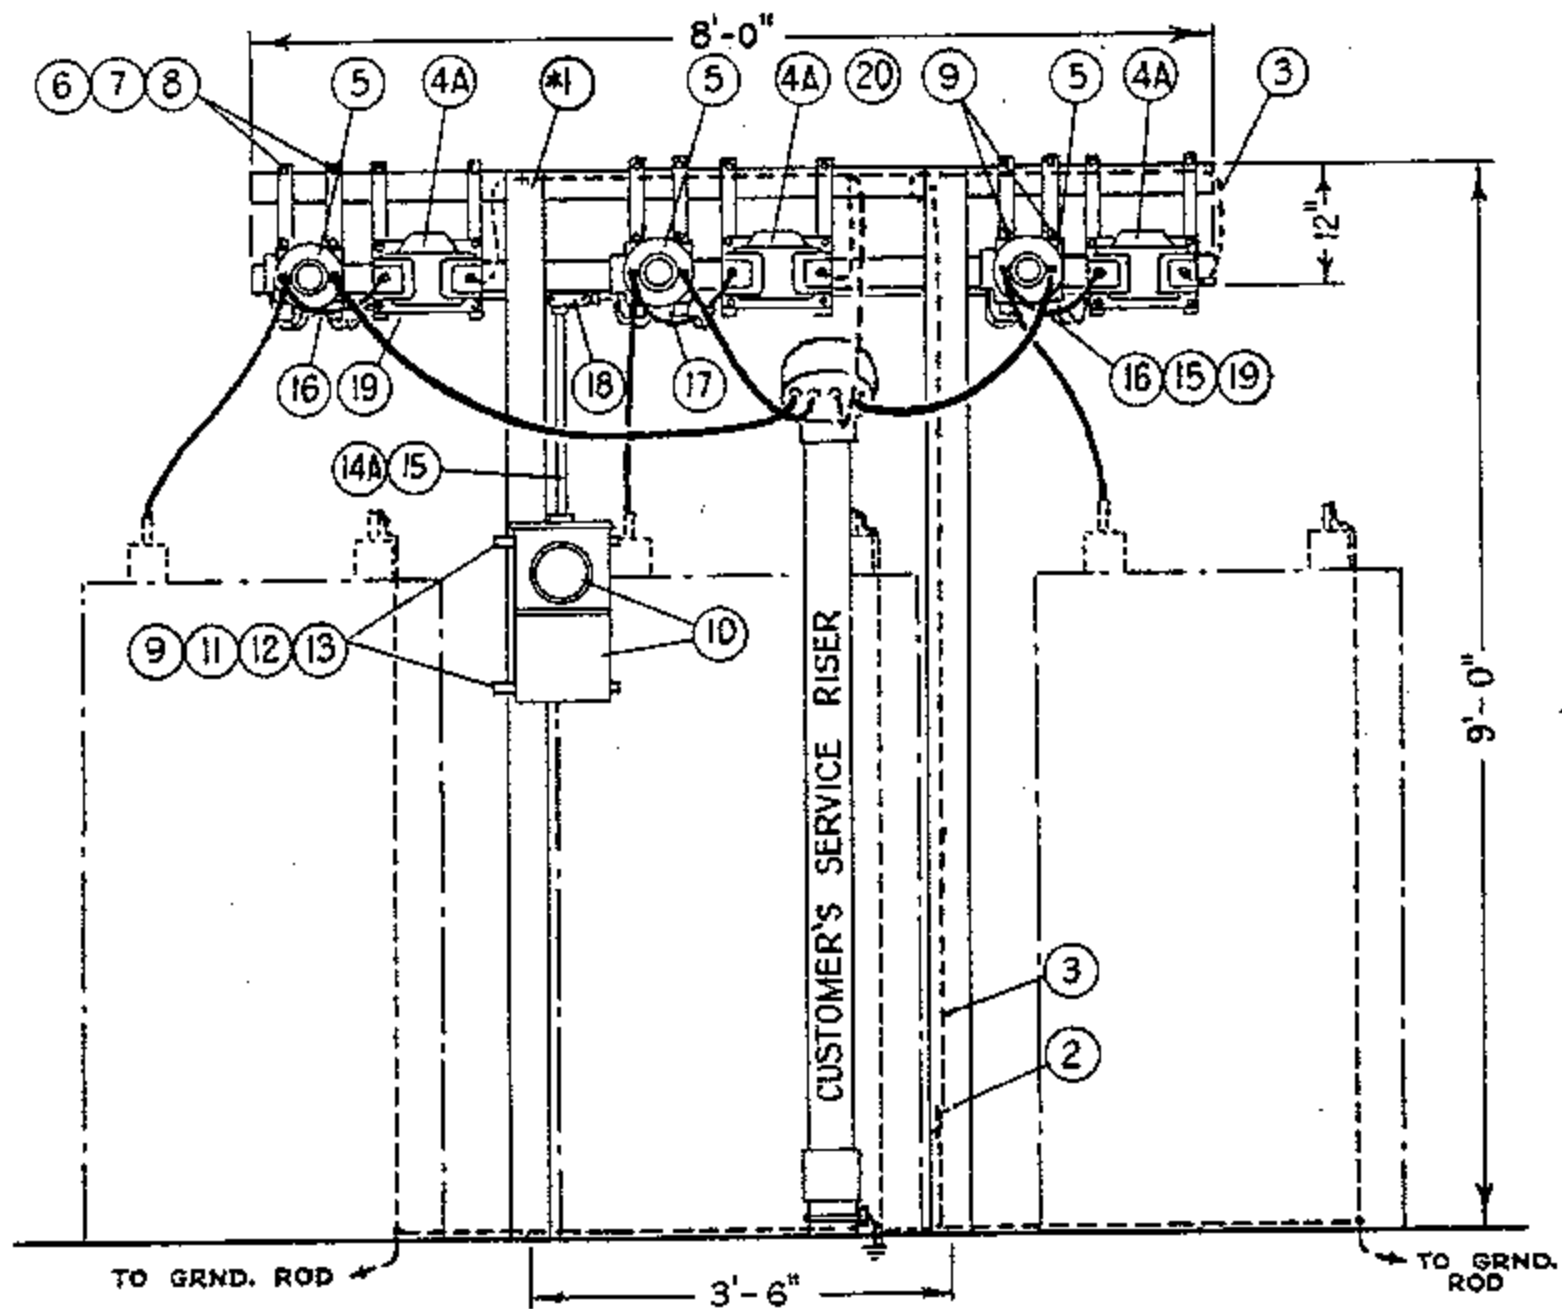 8'-0"
6 7 8 5 4A *1 5 4A 20 9 5 4A 3
12"
16 19 18 17 16 15 19
14A 15
9 11 12 13 10
CUSTOMER'S SERVICE RISER
9'-0"
3
2
TO GRND. ROD
3'-6"
TO GRND.
ROD